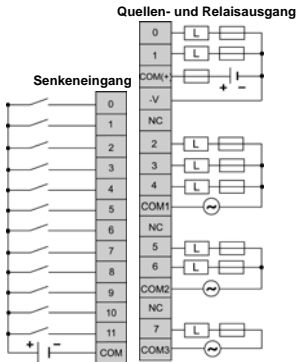 Quellen- und Relaisausgang
0
L
1
L
COM(+)
+ −
-V
NC
2
L
3
L
4
L
COM1
~
NC
5
L
6
L
COM2
~
NC
7
L
COM3
~
Senkeneingang
0
1
2
3
4
5
6
7
8
9
10
11
+ −
COM